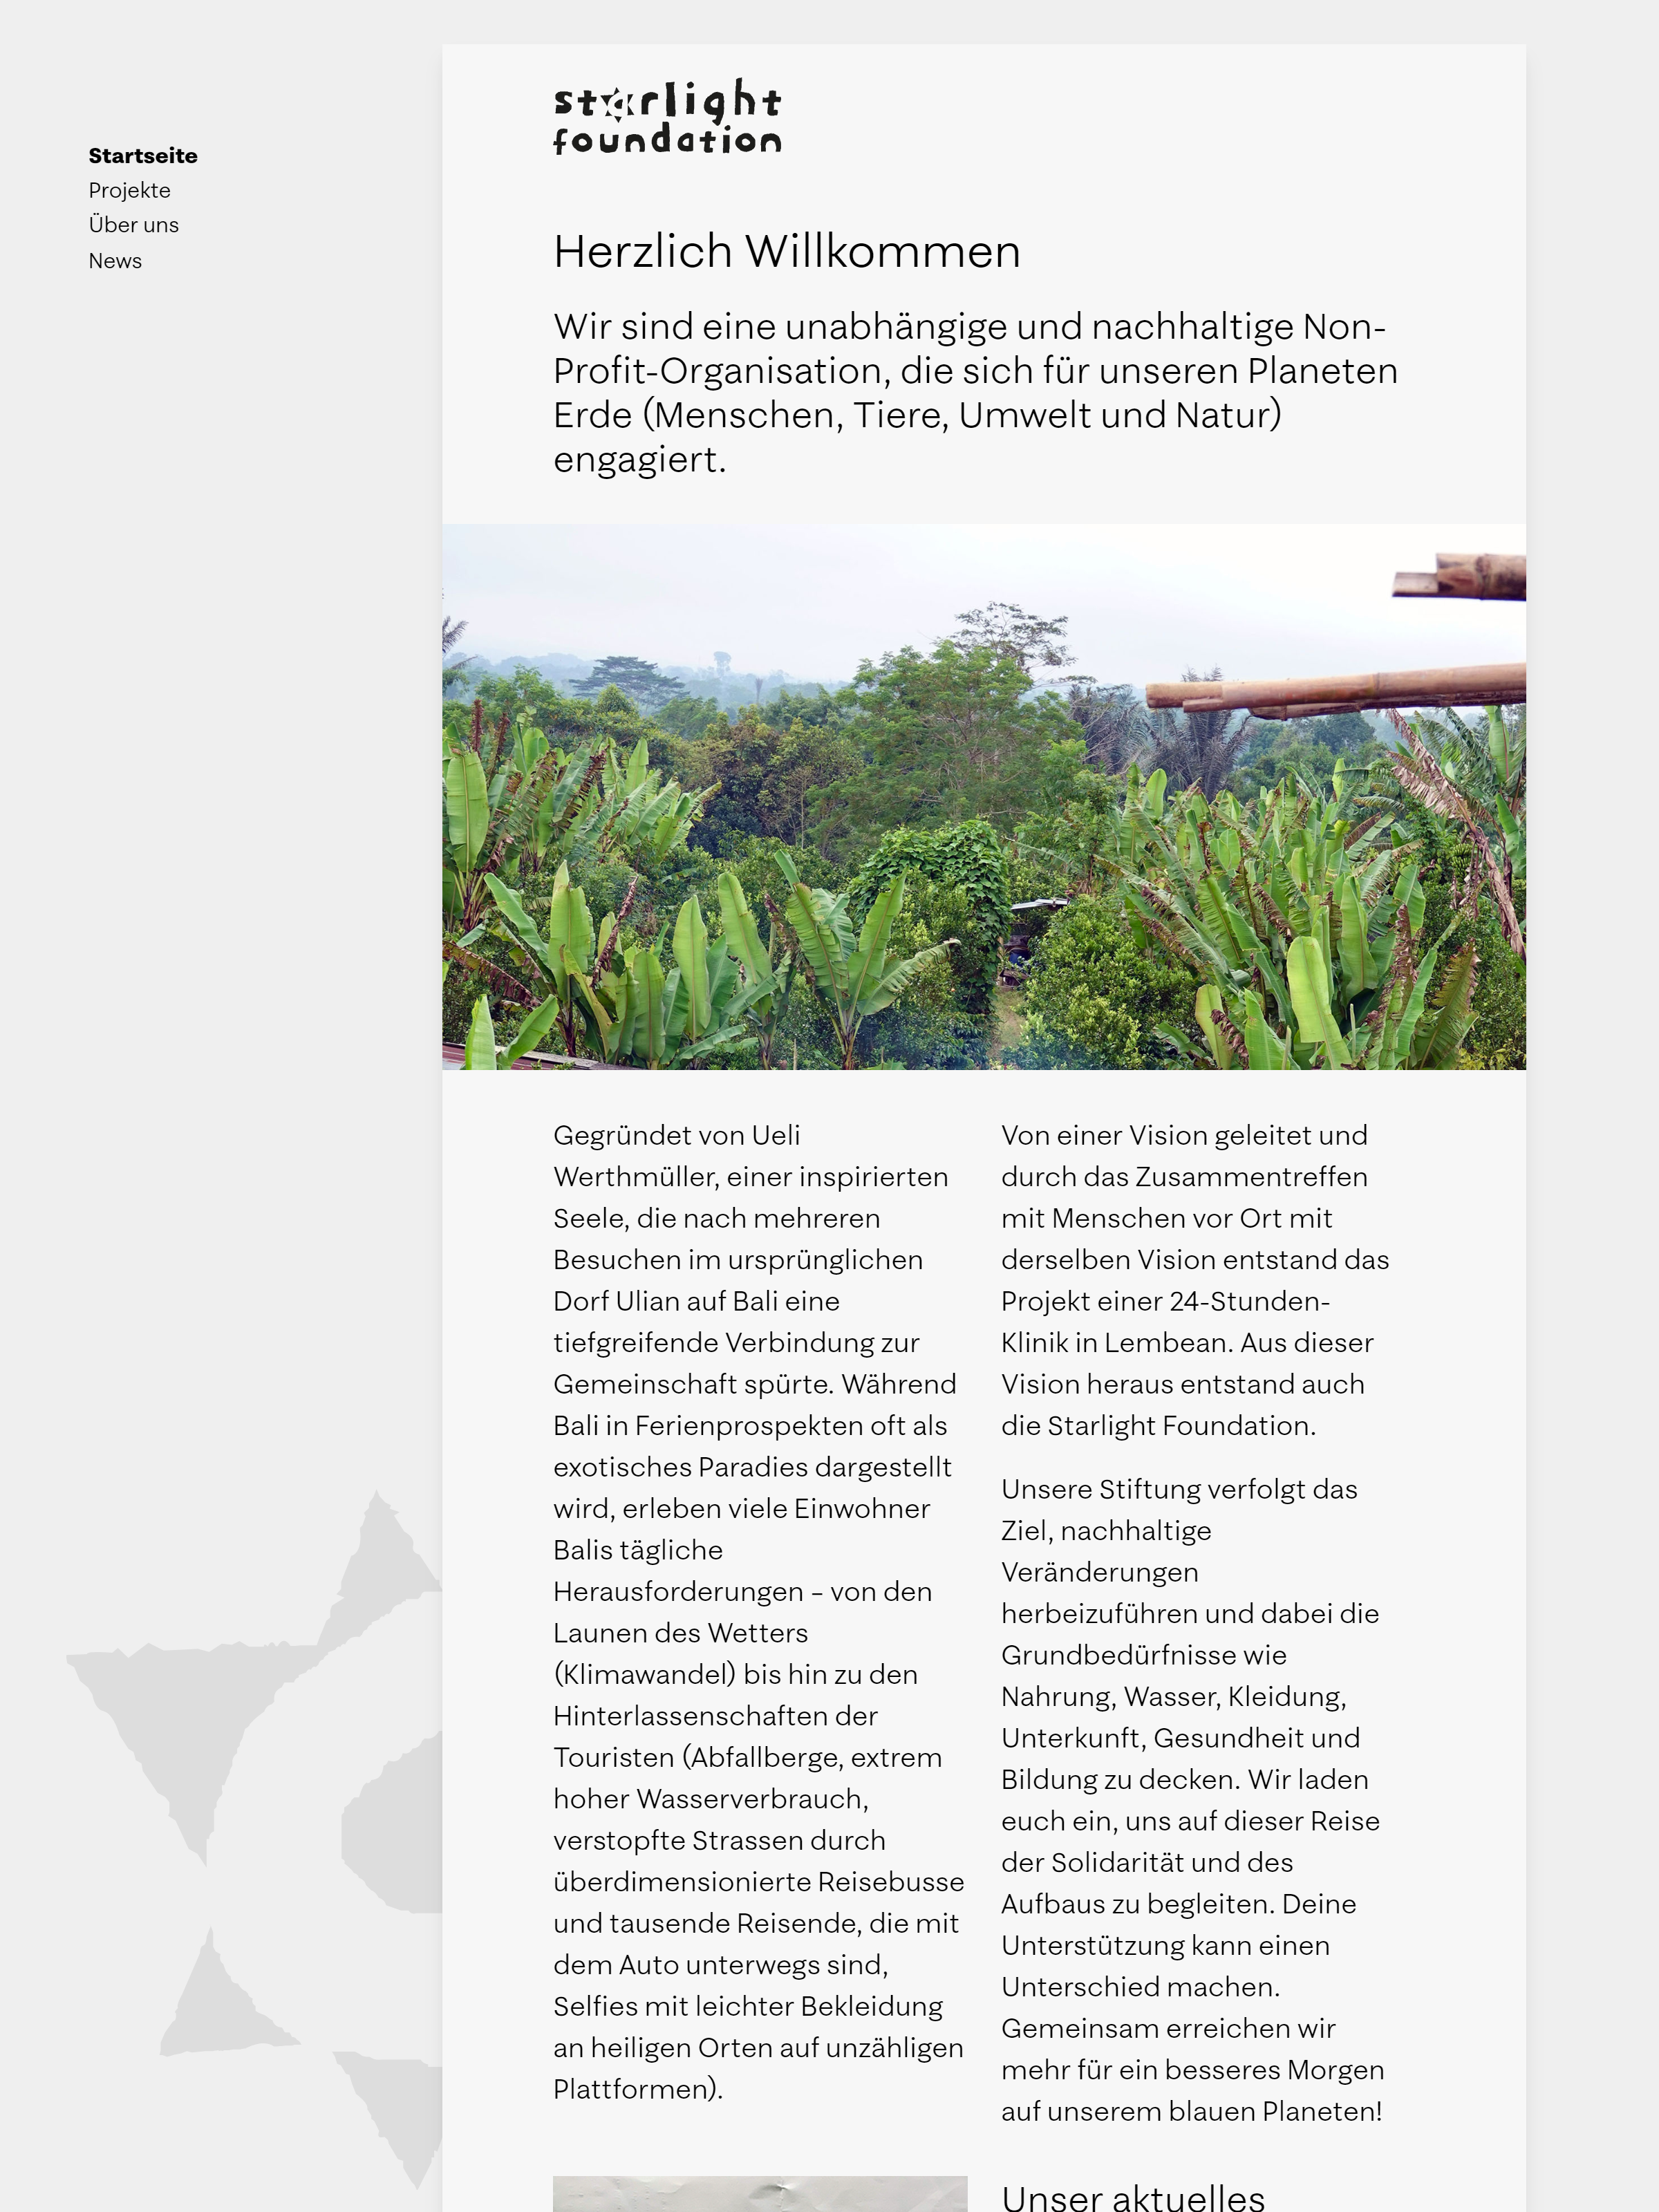 starlight
foundation
Startseite
Projekte
Über uns
News
Herzlich Willkommen
Wir sind eine unabhängige und nachhaltige Non-
Profit-Organisation, die sich für unseren Planeten
Erde (Menschen, Tiere, Umwelt und Natur)
engagiert.
Gegründet von Ueli
Werthmüller, einer inspirierten
Seele, die nach mehreren
Besuchen im ursprünglichen
Dorf Ulian auf Bali eine
tiefgreifende Verbindung zur
Gemeinschaft spürte. Während
Bali in Ferienprospekten oft als
exotisches Paradies dargestellt
wird, erleben viele Einwohner
Balis tägliche
Herausforderungen – von den
Launen des Wetters
(Klimawandel) bis hin zu den
Hinterlassenschaften der
Touristen (Abfallberge, extrem
hoher Wasserverbrauch,
verstopfte Strassen durch
überdimensionierte Reisebusse
und tausende Reisende, die mit
dem Auto unterwegs sind,
Selfies mit leichter Bekleidung
an heiligen Orten auf unzähligen
Plattformen).
Von einer Vision geleitet und
durch das Zusammentreffen
mit Menschen vor Ort mit
derselben Vision entstand das
Projekt einer 24-Stunden-
Klinik in Lembean. Aus dieser
Vision heraus entstand auch
die Starlight Foundation.
Unsere Stiftung verfolgt das
Ziel, nachhaltige
Veränderungen
herbeizuführen und dabei die
Grundbedürfnisse wie
Nahrung, Wasser, Kleidung,
Unterkunft, Gesundheit und
Bildung zu decken. Wir laden
euch ein, uns auf dieser Reise
der Solidarität und des
Aufbaus zu begleiten. Deine
Unterstützung kann einen
Unterschied machen.
Gemeinsam erreichen wir
mehr für ein besseres Morgen
auf unserem blauen Planeten!
Unser aktuelles